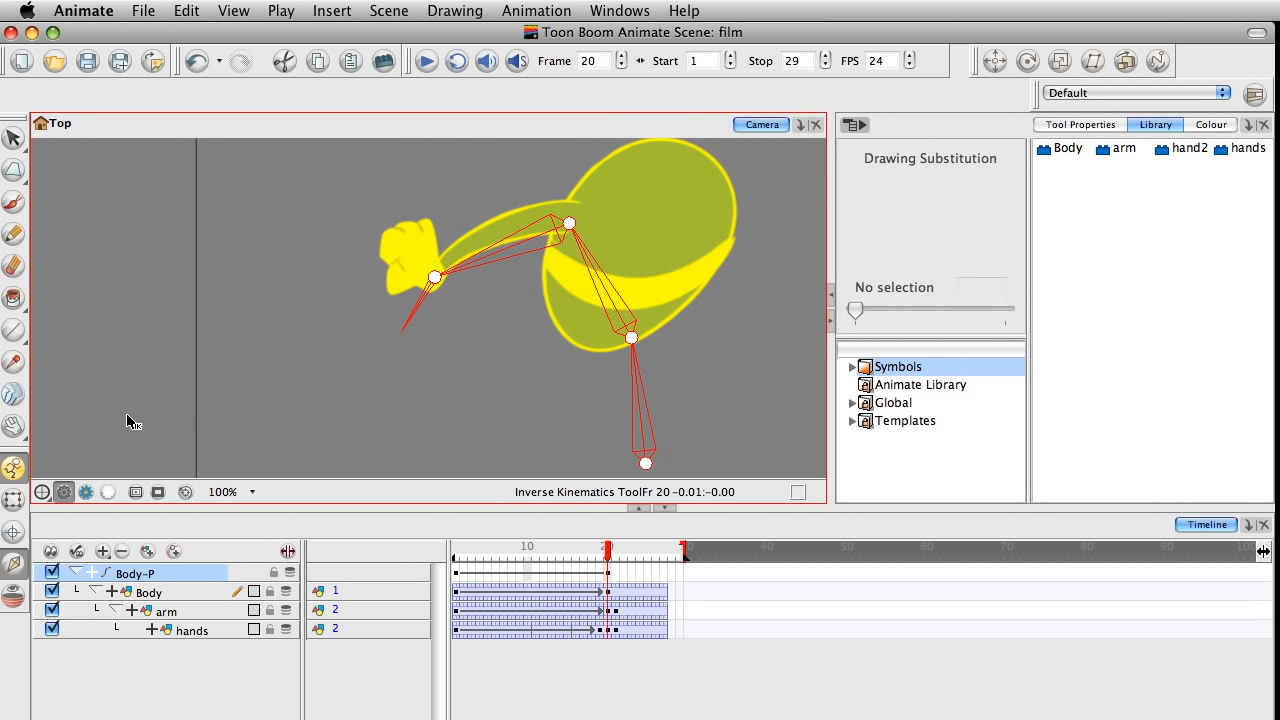 Animate File Edit View Play Insert Scene Drawing Animation Windows Help
Toon Boom Animate Scene: film
Frame 20 Start 1 Stop 29 FPS 24
Default
Top Camera
Tool Properties Library Colour
Drawing Substitution
Body arm hand2 hands
No selection
Symbols
Animate Library
Global
Templates
100% Inverse Kinematics ToolFr 20 -0.01:-0.00
Timeline
10 20 30 40 50 60 70 80 90 100
Body-P
Body 1
arm 2
hands 2